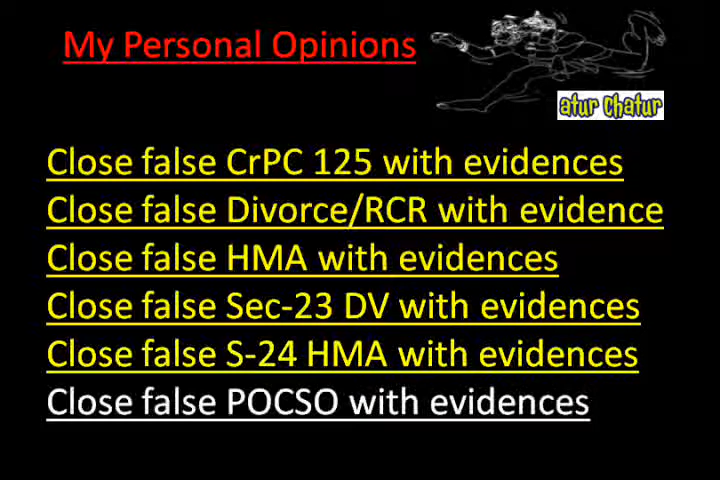 My Personal Opinions
atur chatur
Close false CrPC 125 with evidences
Close false Divorce/RCR with evidence
Close false HMA with evidences
Close false Sec-23 DV with evidences
Close false S-24 HMA with evidences
Close false POCSO with evidences